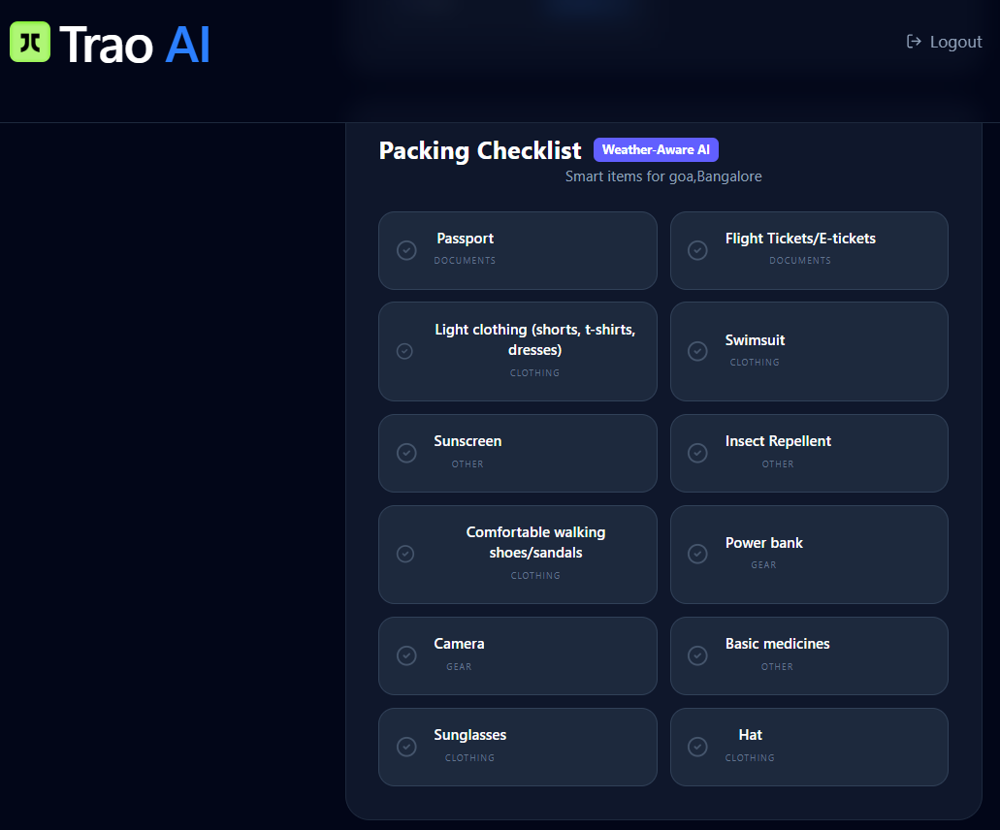 Trao AI
Logout
Packing Checklist
Weather-Aware AI
Smart items for goa,Bangalore
Passport
DOCUMENTS
Flight Tickets/E-tickets
DOCUMENTS
Light clothing (shorts, t-shirts,
dresses)
CLOTHING
Swimsuit
CLOTHING
Sunscreen
OTHER
Insect Repellent
OTHER
Comfortable walking
shoes/sandals
CLOTHING
Power bank
GEAR
Camera
GEAR
Basic medicines
OTHER
Sunglasses
CLOTHING
Hat
CLOTHING